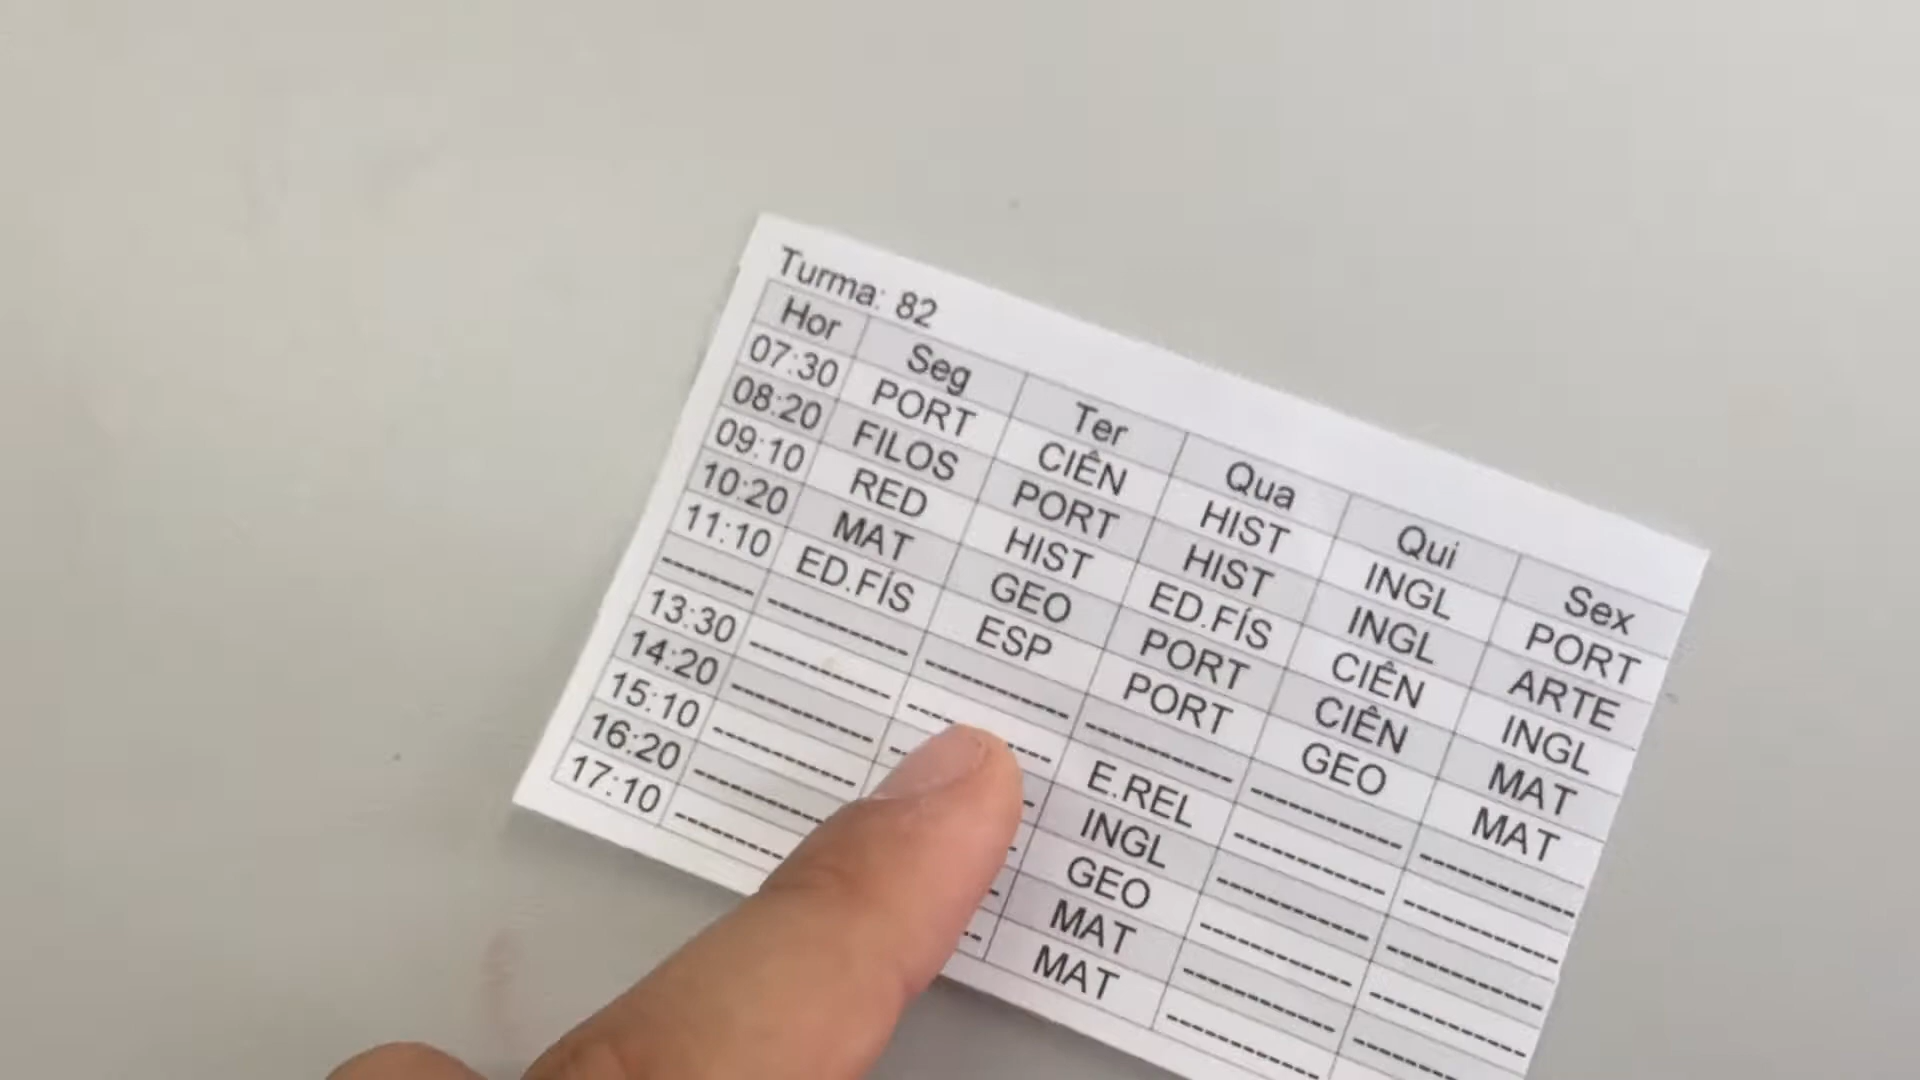 Turma: 82
Hor Seg Ter Qua Qui Sex
07:30 PORT CIÊN HIST INGL PORT
08:20 FILOS PORT HIST INGL ARTE
09:10 RED HIST ED.FÍS CIÊN INGL
10:20 MAT GEO PORT CIÊN MAT
11:10 ED.FÍS ESP PORT GEO MAT
------- ----------- ----------- ----------- ----------- -----------
13:30 ----------- ----------- E.REL ----------- -----------
14:20 ----------- ----------- INGL ----------- -----------
15:10 ----------- ----------- GEO ----------- -----------
16:20 ----------- ----------- MAT ----------- -----------
17:10 ----------- ----------- MAT ----------- -----------